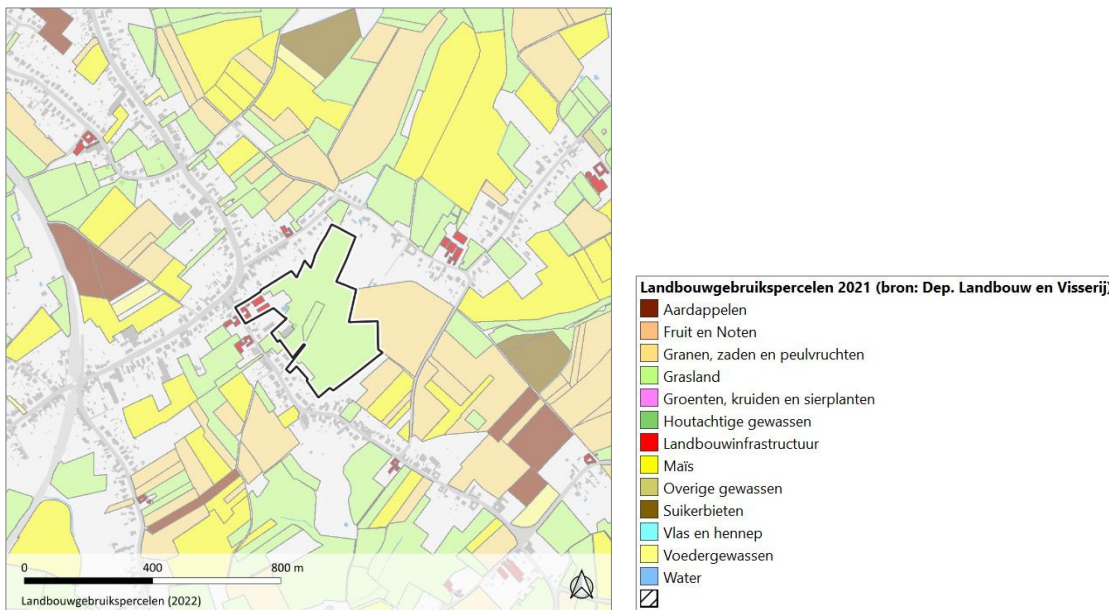 0 400 800 m
Landbouwgebruikspercelen (2022)
Landbouwgebruikspercelen 2021 (bron: Dep. Landbouw en Visserij)
Aardappelen
Fruit en Noten
Granen, zaden en peulvruchten
Grasland
Groenten, kruiden en sierplanten
Houtachtige gewassen
Landbouwinfrastructuur
Maïs
Overige gewassen
Suikerbieten
Vlas en hennep
Voedergewassen
Water